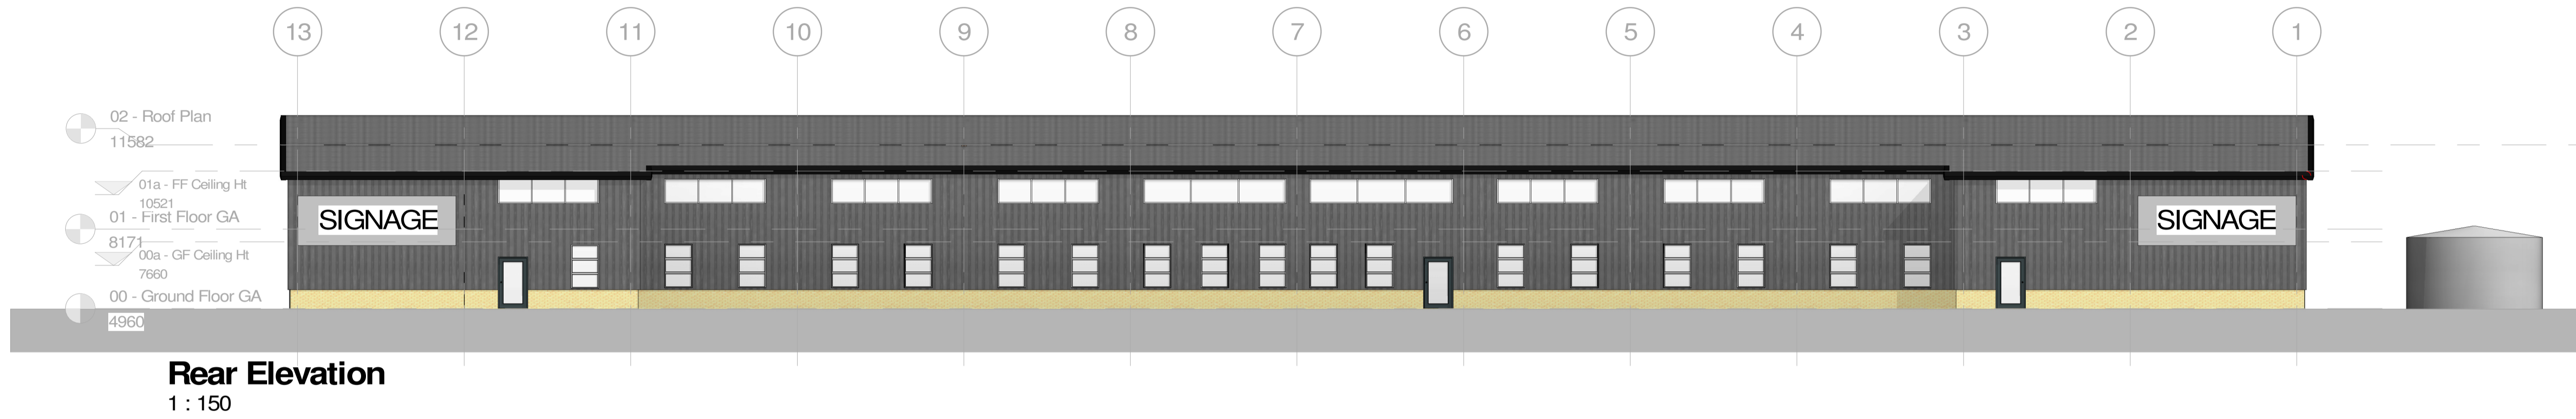 13 12 11 10 9 8 7 6 5 4 3 2 1
02 - Roof Plan
11582
01a - FF Ceiling Ht
10521
01 - First Floor GA
8171
00a - GF Ceiling Ht
7660
00 - Ground Floor GA
4960
SIGNAGE
SIGNAGE
Rear Elevation
1 : 150